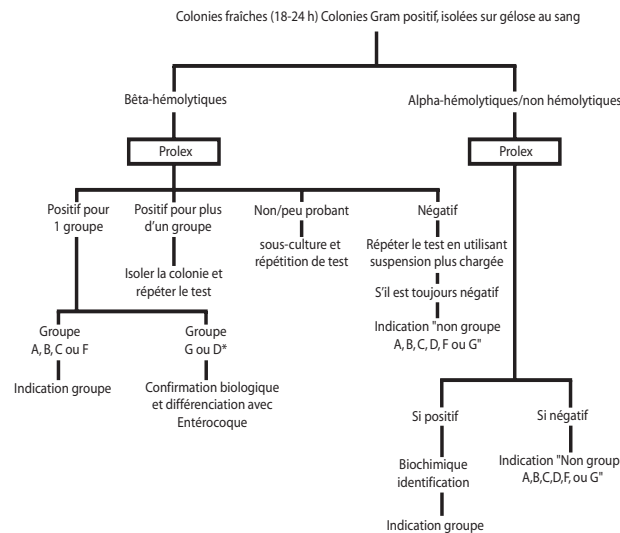 Colonies fraîches (18-24 h) Colonies Gram positif, isolées sur gélose au sang
Bêta-hémolytiques
Alpha-hémolytiques/non hémolytiques
Prolex
Prolex
Positif pour
1 groupe
Positif pour plus
d'un groupe
Isoler la colonie et
répéter le test
Non/peu probant
sous-culture et
répétition de test
Négatif
Répéter le test en utilisant
suspension plus chargée
S'il est toujours négatif
Indication "non groupe
A, B, C, D, F ou G"
Groupe
A, B, C ou F
Indication groupe
Groupe
G ou D*
Confirmation biologique
et différenciation avec
Entérocoque
Si positif
Biochimique
identification
Indication groupe
Si négatif
Indication "Non group
A,B,C,D,F, ou G"